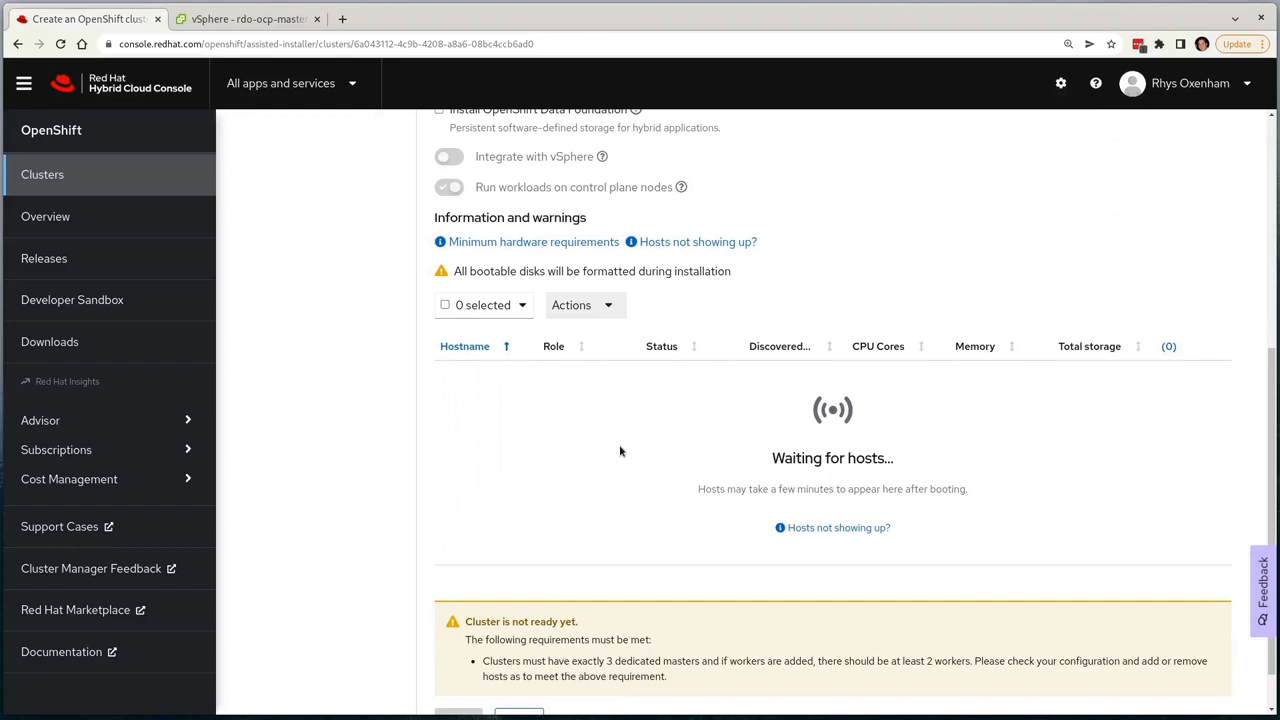 Create an OpenShift clust
vSphere - rdo-ocp-maste
console.redhat.com/openshift/assisted-installer/clusters/6a043112-4c9b-4208-a8a6-08bc4ccb6ad0
Update
Red Hat
Hybrid Cloud Console
All apps and services
Rhys Oxenham
OpenShift
Clusters
Overview
Releases
Developer Sandbox
Downloads
Red Hat Insights
Advisor
Subscriptions
Cost Management
Support Cases
Cluster Manager Feedback
Red Hat Marketplace
Documentation
Install OpenShift Data Foundation
Persistent software-defined storage for hybrid applications.
Integrate with vSphere
Run workloads on control plane nodes
Information and warnings
Minimum hardware requirements Hosts not showing up?
All bootable disks will be formatted during installation
0 selected Actions
Hostname Role Status Discovered... CPU Cores Memory Total storage (0)
Waiting for hosts...
Hosts may take a few minutes to appear here after booting.
Hosts not showing up?
Cluster is not ready yet.
The following requirements must be met:
• Clusters must have exactly 3 dedicated masters and if workers are added, there should be at least 2 workers. Please check your configuration and add or remove
hosts as to meet the above requirement.
Feedback